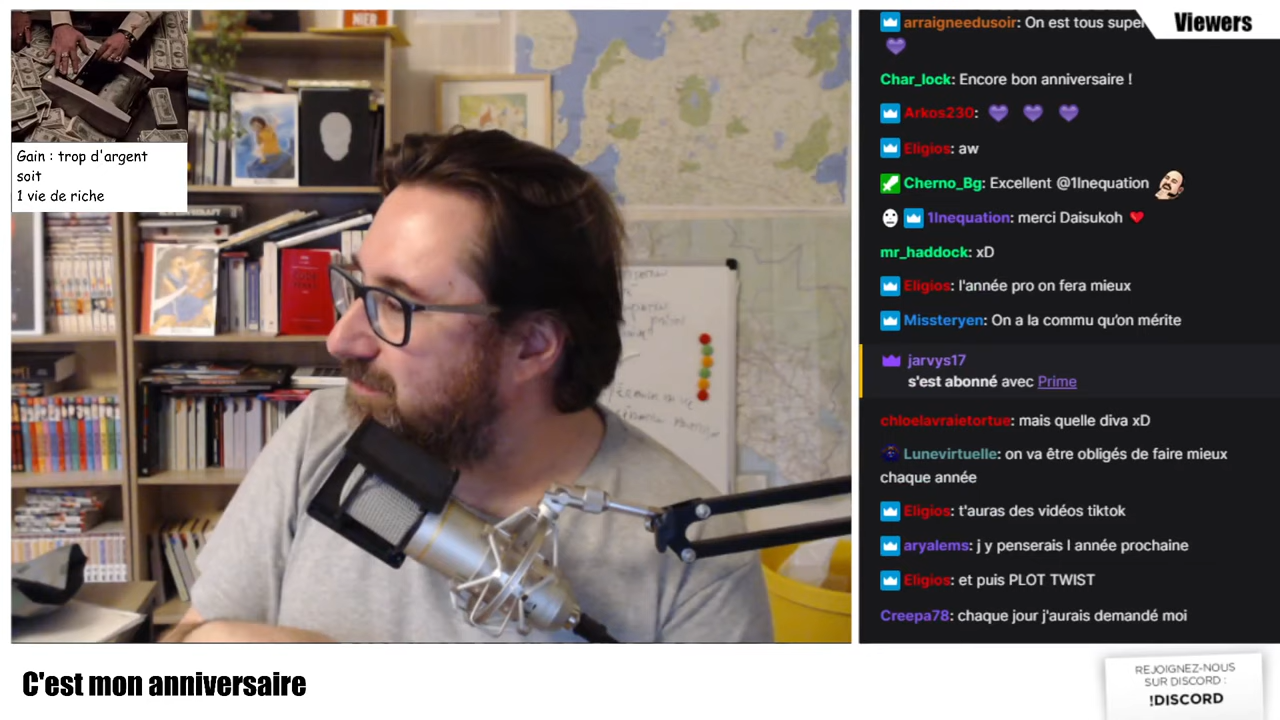 NIER
Gain : trop d'argent
soit
1 vie de riche
Viewers
arraigneedusoir: On est tous super
Char_lock: Encore bon anniversaire !
Arkos230:
Eligios: aw
Cherno_Bg: Excellent @1Inequation
1Inequation: merci Daisukoh
mr_haddock: xD
Eligios: l'année pro on fera mieux
Missteryen: On a la commu qu'on mérite
jarvys17
s'est abonné avec Prime
chloelavraietortue: mais quelle diva xD
Lunevirtuelle: on va être obligés de faire mieux
chaque année
Eligios: t'auras des vidéos tiktok
aryalems: j y penserais l année prochaine
Eligios: et puis PLOT TWIST
Creepa78: chaque jour j'aurais demandé moi
C'est mon anniversaire
REJOIGNEZ-NOUS
SUR DISCORD :
!DISCORD